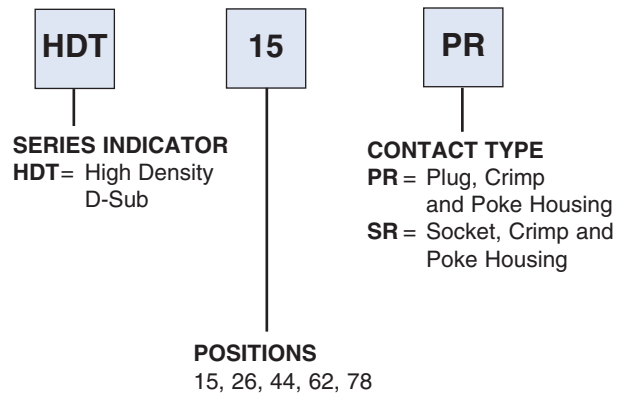 HDT 15 PR
SERIES INDICATOR
HDT= High Density
D-Sub
CONTACT TYPE
PR = Plug, Crimp
and Poke Housing
SR = Socket, Crimp and
Poke Housing
POSITIONS
15, 26, 44, 62, 78